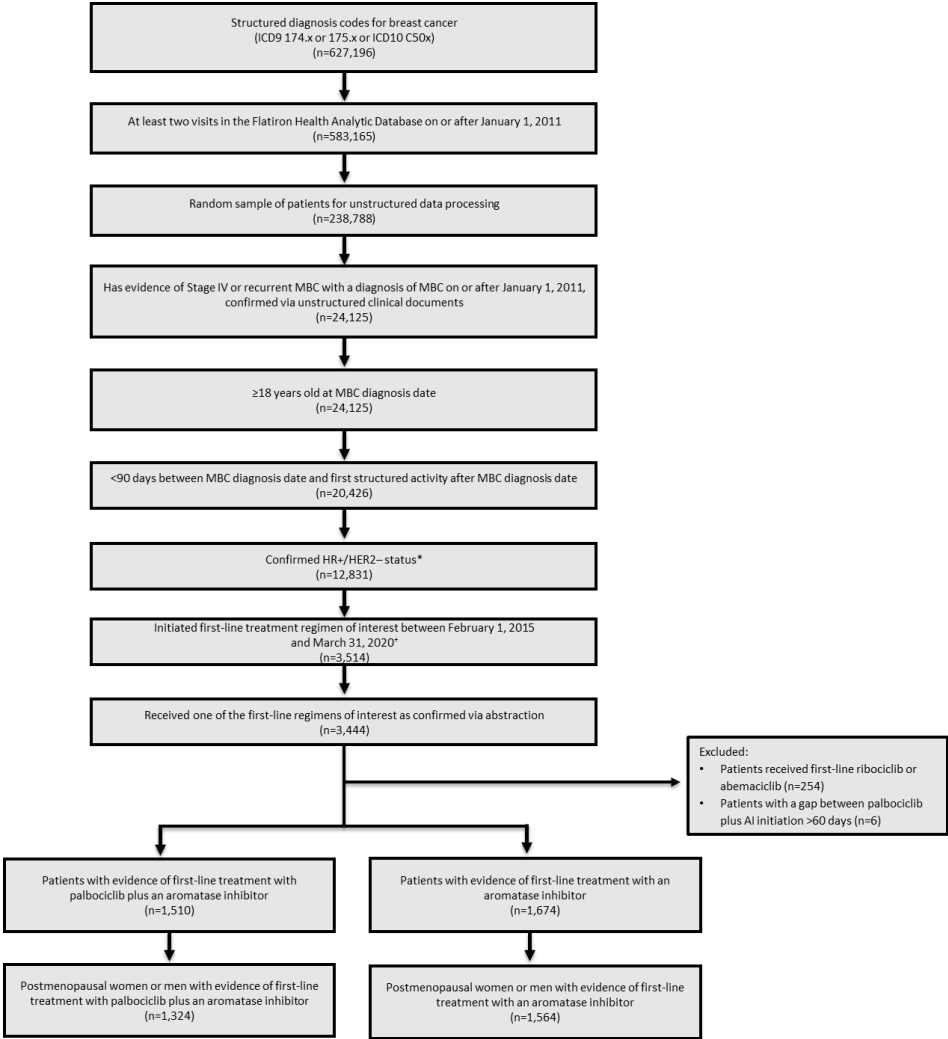 Structured diagnosis codes for breast cancer
(ICD9 174.x or 175.x or ICD10 C50x)
(n=627,196)
At least two visits in the Flatiron Health Analytic Database on or after January 1, 2011
(n=583,165)
Random sample of patients for unstructured data processing
(n=238,788)
Has evidence of Stage IV or recurrent MBC with a diagnosis of MBC on or after January 1, 2011,
confirmed via unstructured clinical documents
(n=24,125)
≥18 years old at MBC diagnosis date
(n=24,125)
<90 days between MBC diagnosis date and first structured activity after MBC diagnosis date
(n=20,426)
Confirmed HR+/HER2– status*
(n=12,831)
Initiated first-line treatment regimen of interest between February 1, 2015
and March 31, 2020†
(n=3,514)
Received one of the first-line regimens of interest as confirmed via abstraction
(n=3,444)
Excluded:
• Patients received first-line ribociclib or
abemaciclib (n=254)
• Patients with a gap between palbociclib
plus AI initiation >60 days (n=6)
Patients with evidence of first-line treatment with
palbociclib plus an aromatase inhibitor
(n=1,510)
Patients with evidence of first-line treatment with an
aromatase inhibitor
(n=1,674)
Postmenopausal women or men with evidence of first-line
treatment with palbociclib plus an aromatase inhibitor
(n=1,324)
Postmenopausal women or men with evidence of first-line
treatment with an aromatase inhibitor
(n=1,564)